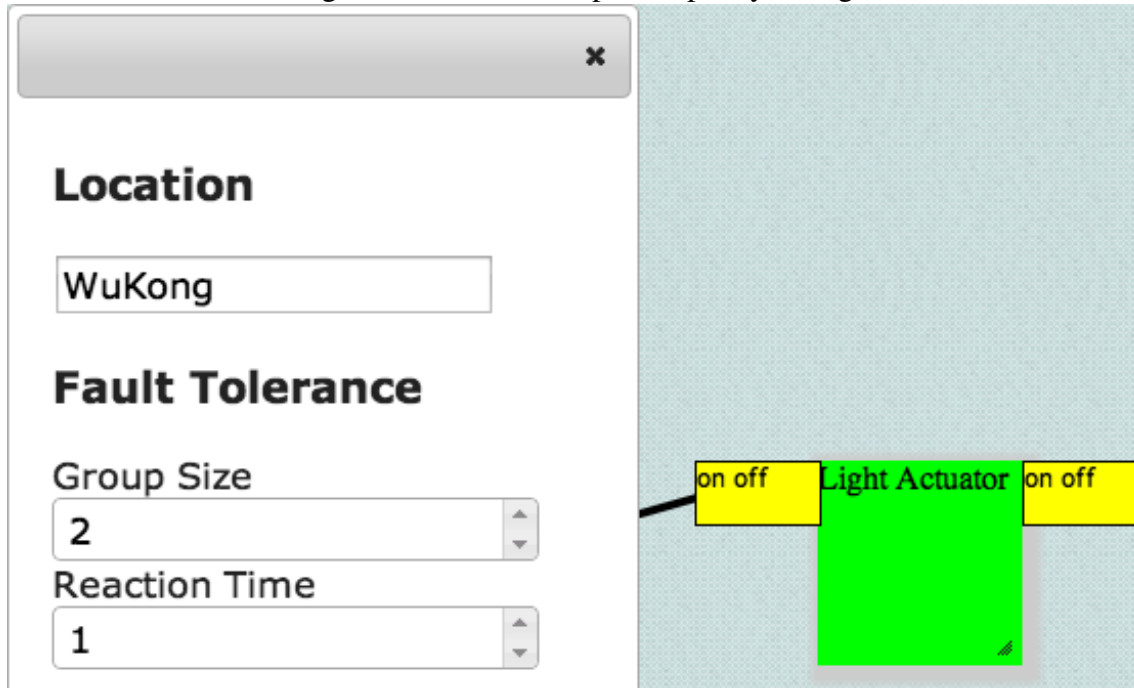 Location
WuKong
Fault Tolerance
Group Size
2
Reaction Time
1
on off
Light Actuator
on off